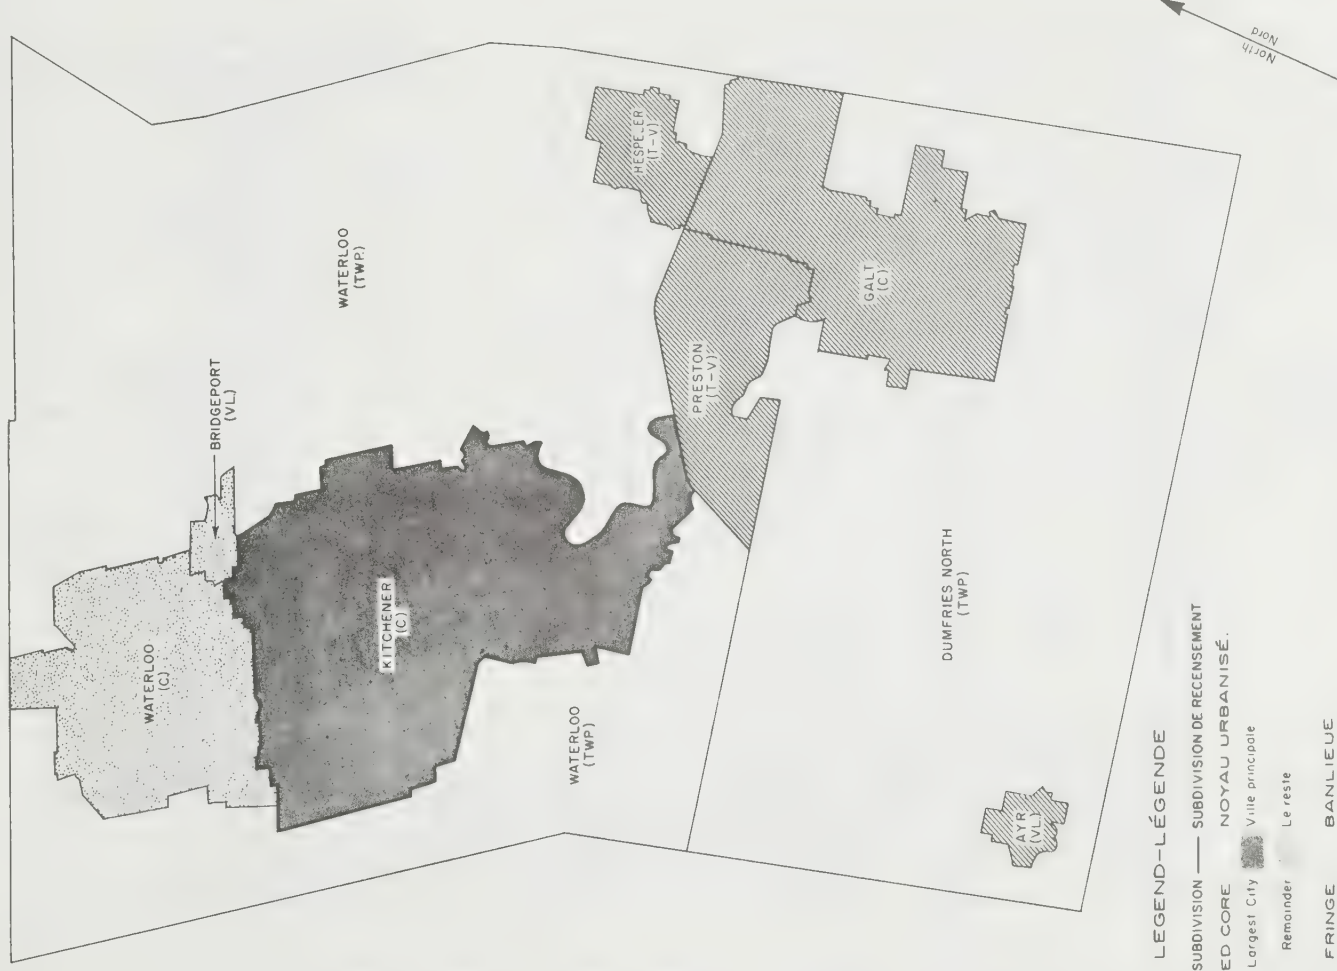 North
Nord
WATERLOO
(TWP.)
HESPELER
(T-V)
BRIDGEPORT
(VL.)
WATERLOO
(C)
KITCHENER
(C)
PRESTON
(T-V)
GALT
(C)
WATERLOO
(TWP)
DUMFRIES NORTH
(TWP)
AYR
(VL.)
LEGEND-LÉGENDE
SUBDIVISION — SUBDIVISION DE RECENSEMENT
ED CORE NOYAU URBANISÉ.
Largest City Ville principale
Remainder Le reste
FRINGE BANLIEUE